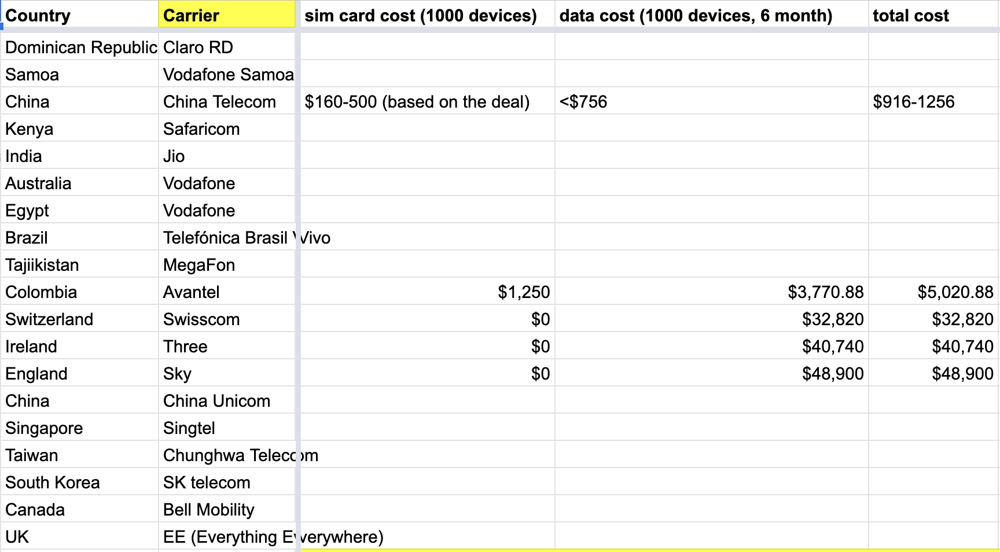 Country Carrier sim card cost (1000 devices) data cost (1000 devices, 6 month) total cost
Dominican Republic Claro RD
Samoa Vodafone Samoa
China China Telecom $160-500 (based on the deal) <$756 $916-1256
Kenya Safaricom
India Jio
Australia Vodafone
Egypt Vodafone
Brazil Telefónica Brasil Vivo
Tajiikistan MegaFon
Colombia Avantel $1,250 $3,770.88 $5,020.88
Switzerland Swisscom $0 $32,820 $32,820
Ireland Three $0 $40,740 $40,740
England Sky $0 $48,900 $48,900
China China Unicom
Singapore Singtel
Taiwan Chunghwa Telecom
South Korea SK telecom
Canada Bell Mobility
UK EE (Everything Everywhere)